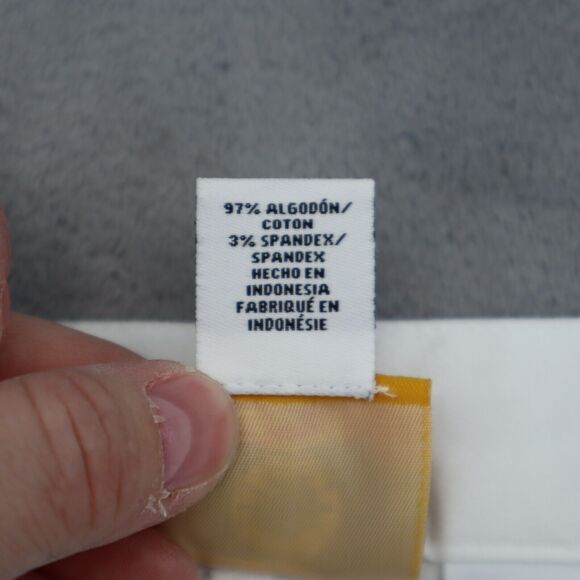 97% ALGODÓN/
COTON
3% SPANDEX/
SPANDEX
HECHO EN
INDONESIA
FABRIQUÉ EN
INDONÉSIE